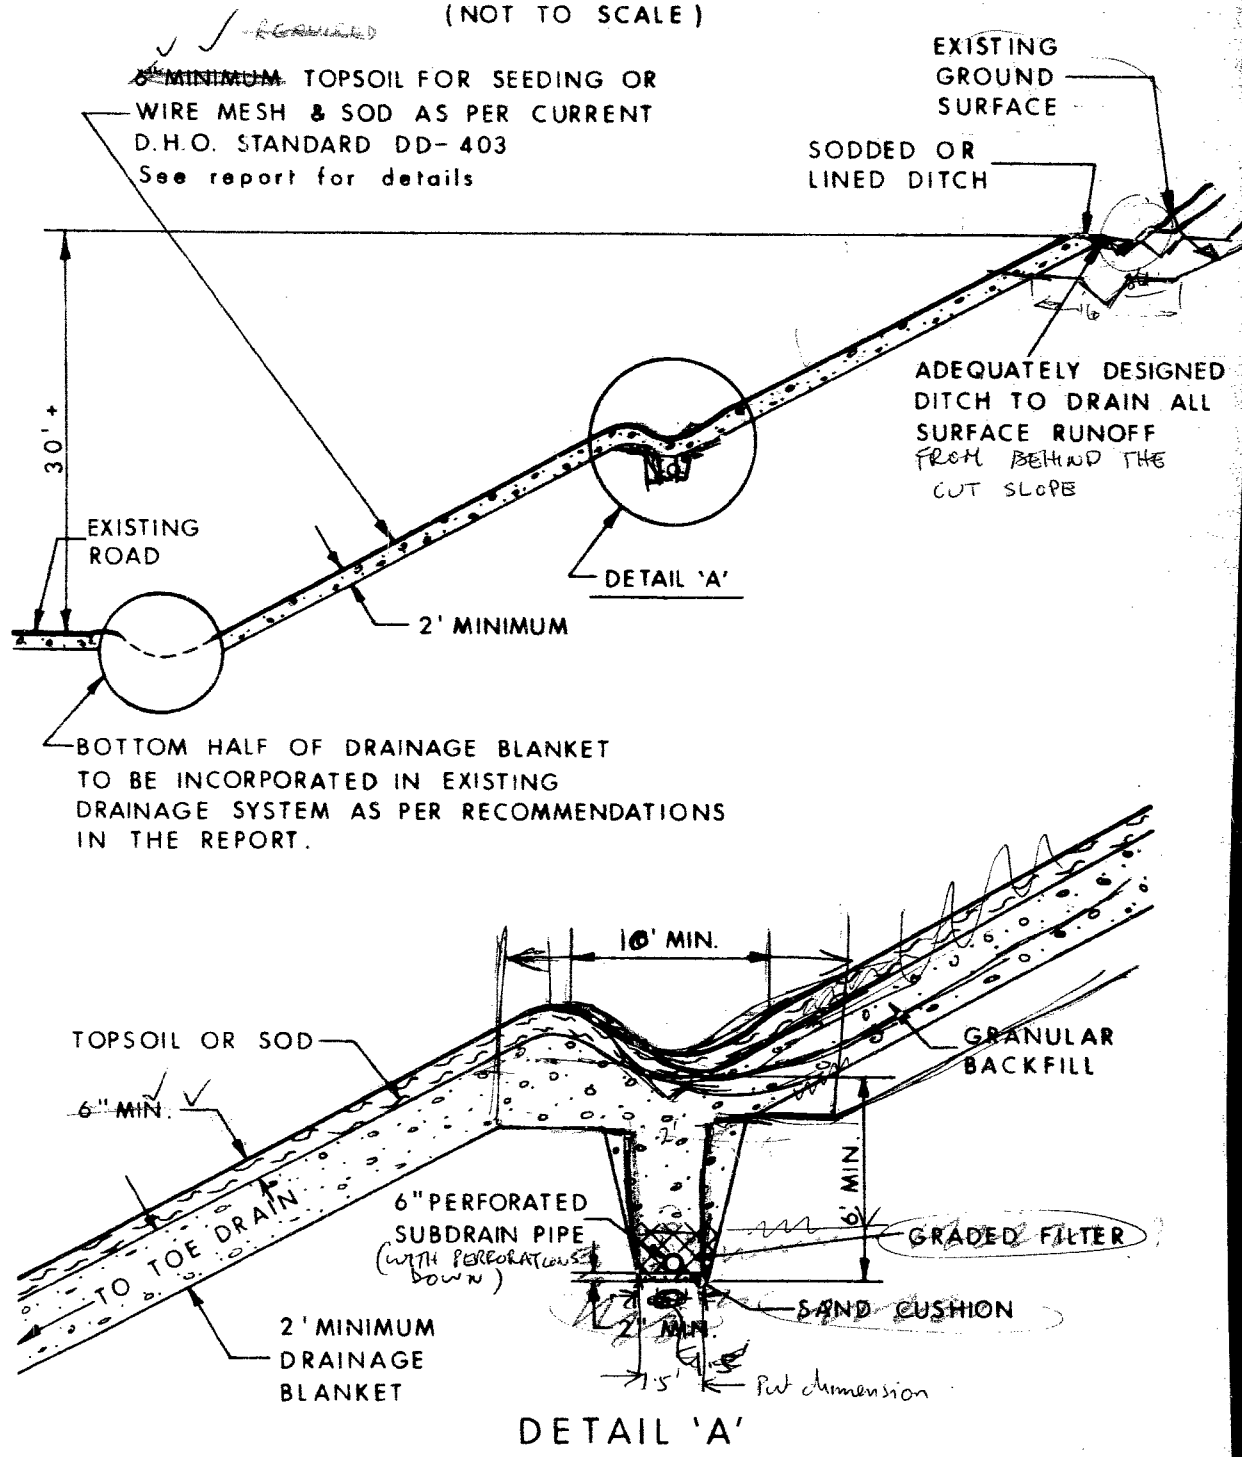 (NOT TO SCALE)
REQUIRED
6" MINIMUM TOPSOIL FOR SEEDING OR
WIRE MESH & SOD AS PER CURRENT
D.H.O. STANDARD DD-403
See report for details
EXISTING
GROUND
SURFACE
SODDED OR
LINED DITCH
16'
30'+
ADEQUATELY DESIGNED
DITCH TO DRAIN ALL
SURFACE RUNOFF
FROM BEHIND THE
CUT SLOPE
EXISTING
ROAD
DETAIL 'A'
2' MINIMUM
BOTTOM HALF OF DRAINAGE BLANKET
TO BE INCORPORATED IN EXISTING
DRAINAGE SYSTEM AS PER RECOMMENDATIONS
IN THE REPORT.
10' MIN.
TOPSOIL OR SOD
GRANULAR
BACKFILL
6" MIN.
2'
6' MIN.
6" PERFORATED
SUBDRAIN PIPE
(WITH PERFORATIONS
DOWN)
GRADED FILTER
TO TOE DRAIN
SAND CUSHION
2" MIN.
2' MINIMUM
DRAINAGE
BLANKET
1.5'
Put dimension
DETAIL 'A'